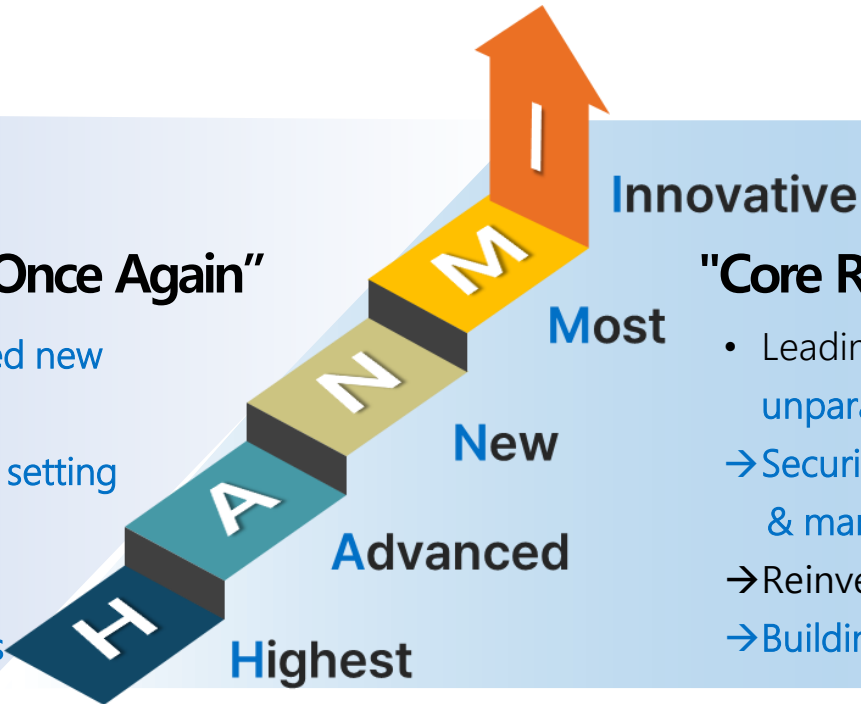 Once Again”
ed new
setting
s
I
M
N
A
H
Innovative
Most
New
Advanced
Highest
"Core R
• Leadin
unpara
→Securi
& mar
→Reinve
→Buildin